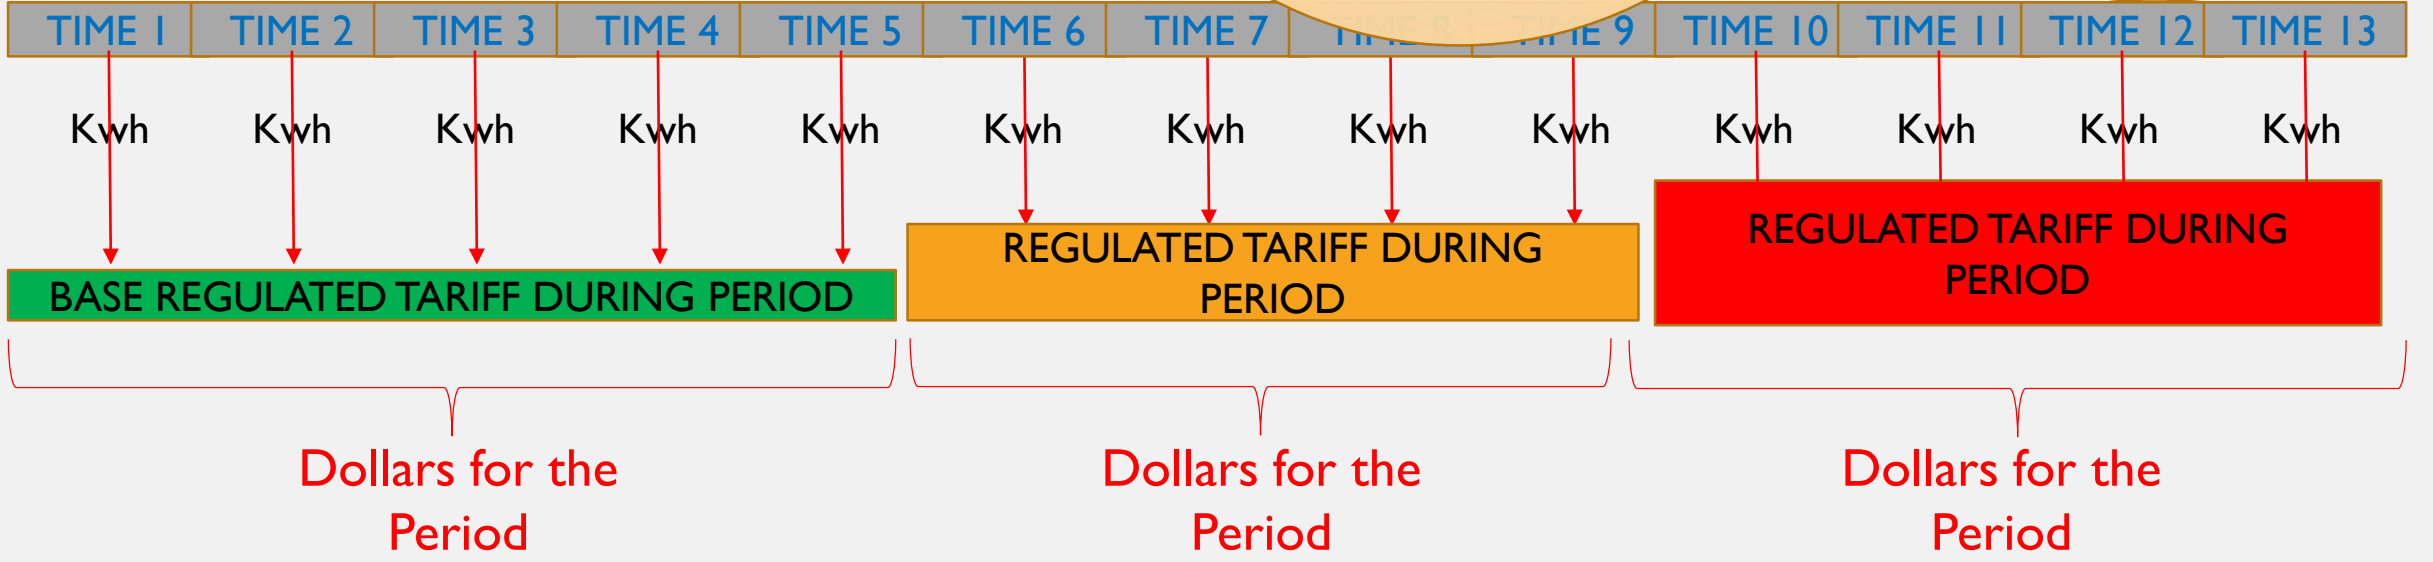 TIME 1 TIME 2 TIME 3 TIME 4 TIME 5 TIME 6 TIME 7 TIME 8 TIME 9 TIME 10 TIME 11 TIME 12 TIME 13
Kwh Kwh Kwh Kwh Kwh Kwh Kwh Kwh Kwh Kwh Kwh Kwh Kwh
BASE REGULATED TARIFF DURING PERIOD
REGULATED TARIFF DURING
PERIOD
REGULATED TARIFF DURING
PERIOD
Dollars for the
Period
Dollars for the
Period
Dollars for the
Period